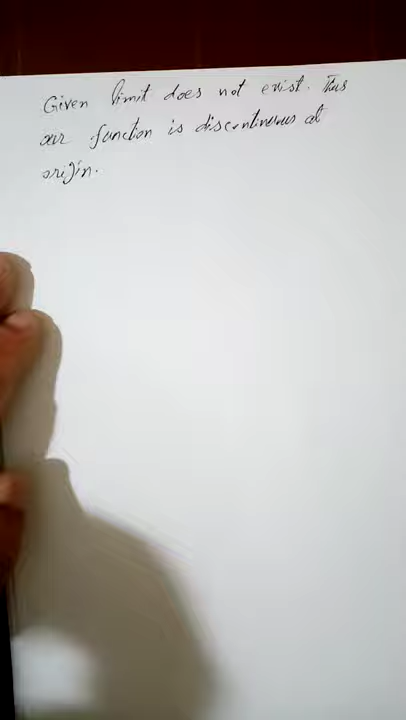 Given limit does not exist. Thus
our function is discontinuous at
origin.